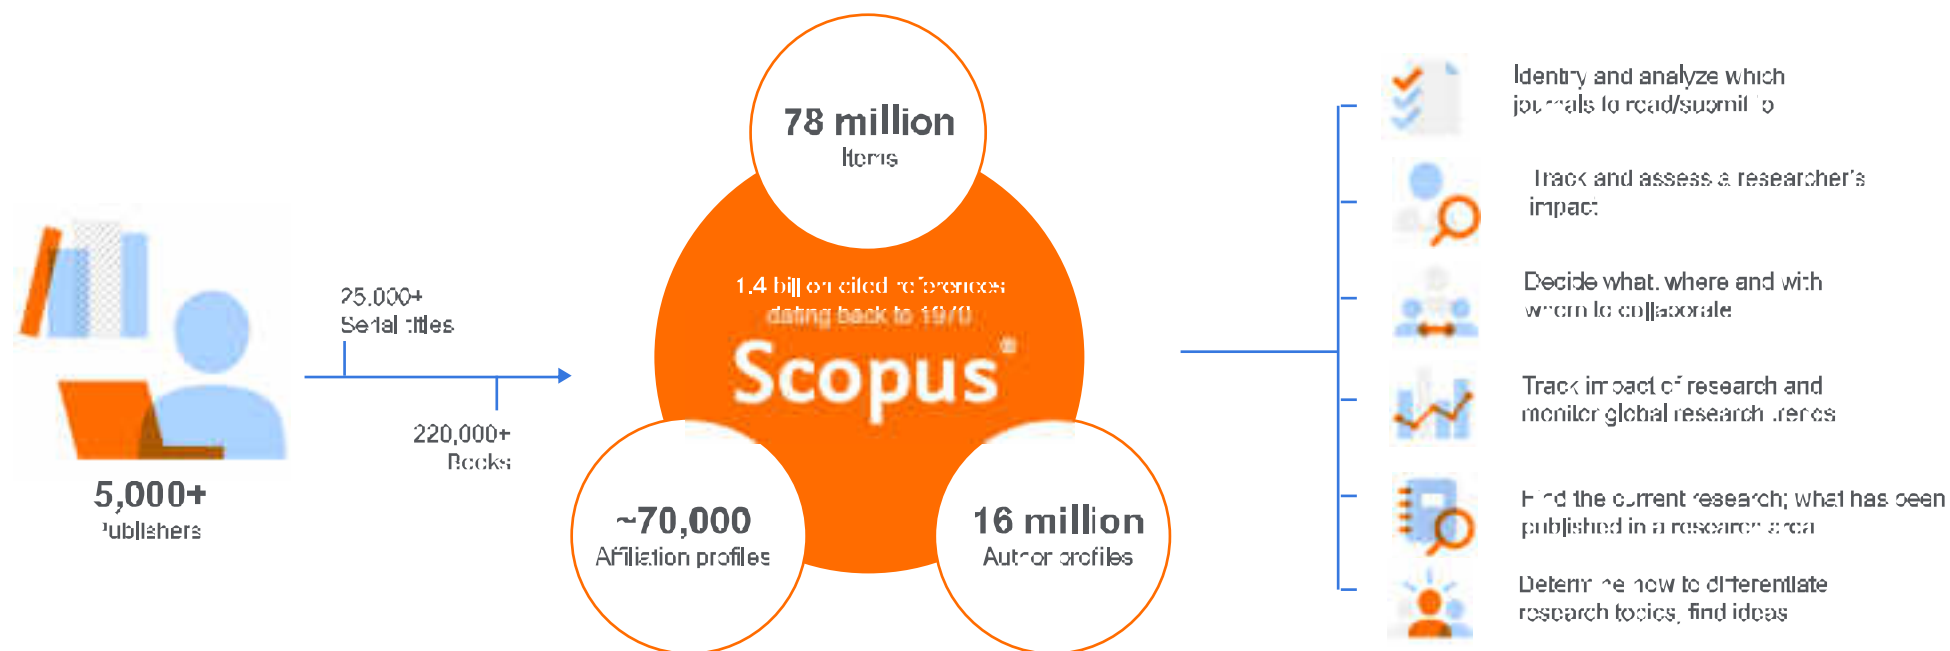 5,000+
Publishers
25,000+
Serial titles
220,000+
Books
78 million
Items
1.4 billion cited references
dating back to 1970
Scopus®
~70,000
Affiliation profiles
16 million
Author profiles
Identify and analyze which
journals to read/submit to
Track and assess a researcher's
impact
Decide what, where and with
whom to collaborate
Track impact of research and
monitor global research trends
Find the current research; what has been
published in a research area
Determine how to differentiate
research topics, find ideas